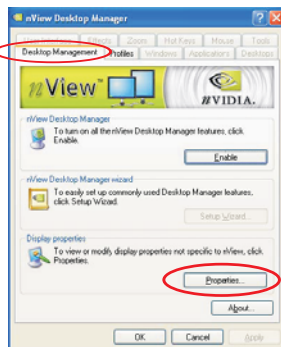 nView Desktop Manager
User Interface Effects Zoom Hot Keys Mouse Tools
Desktop Management Profiles Windows Applications Desktops
nView
NVIDIA.
nView Desktop Manager
To turn on all the nView Desktop Manager features, click
Enable.
Enable
nView Desktop Manager wizard
To easily set up commonly used Desktop Manager features,
click Setup Wizard.
Setup Wizard...
Display properties
To view or modify display properties not specific to nView, click
Properties.
Properties...
About...
OK Cancel Apply